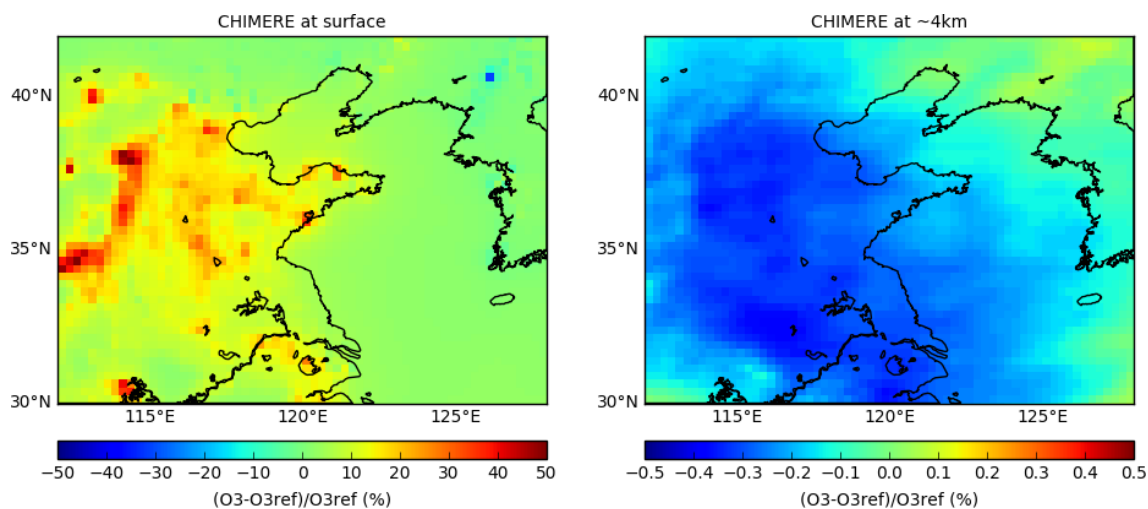 CHIMERE at surface
40°N
35°N
30°N
115°E 120°E 125°E
−50 −40 −30 −20 −10 0 10 20 30 40 50
(O3-O3ref)/O3ref (%)
CHIMERE at ~4km
40°N
35°N
30°N
115°E 120°E 125°E
−0.5 −0.4 −0.3 −0.2 −0.1 0.0 0.1 0.2 0.3 0.4 0.5
(O3-O3ref)/O3ref (%)